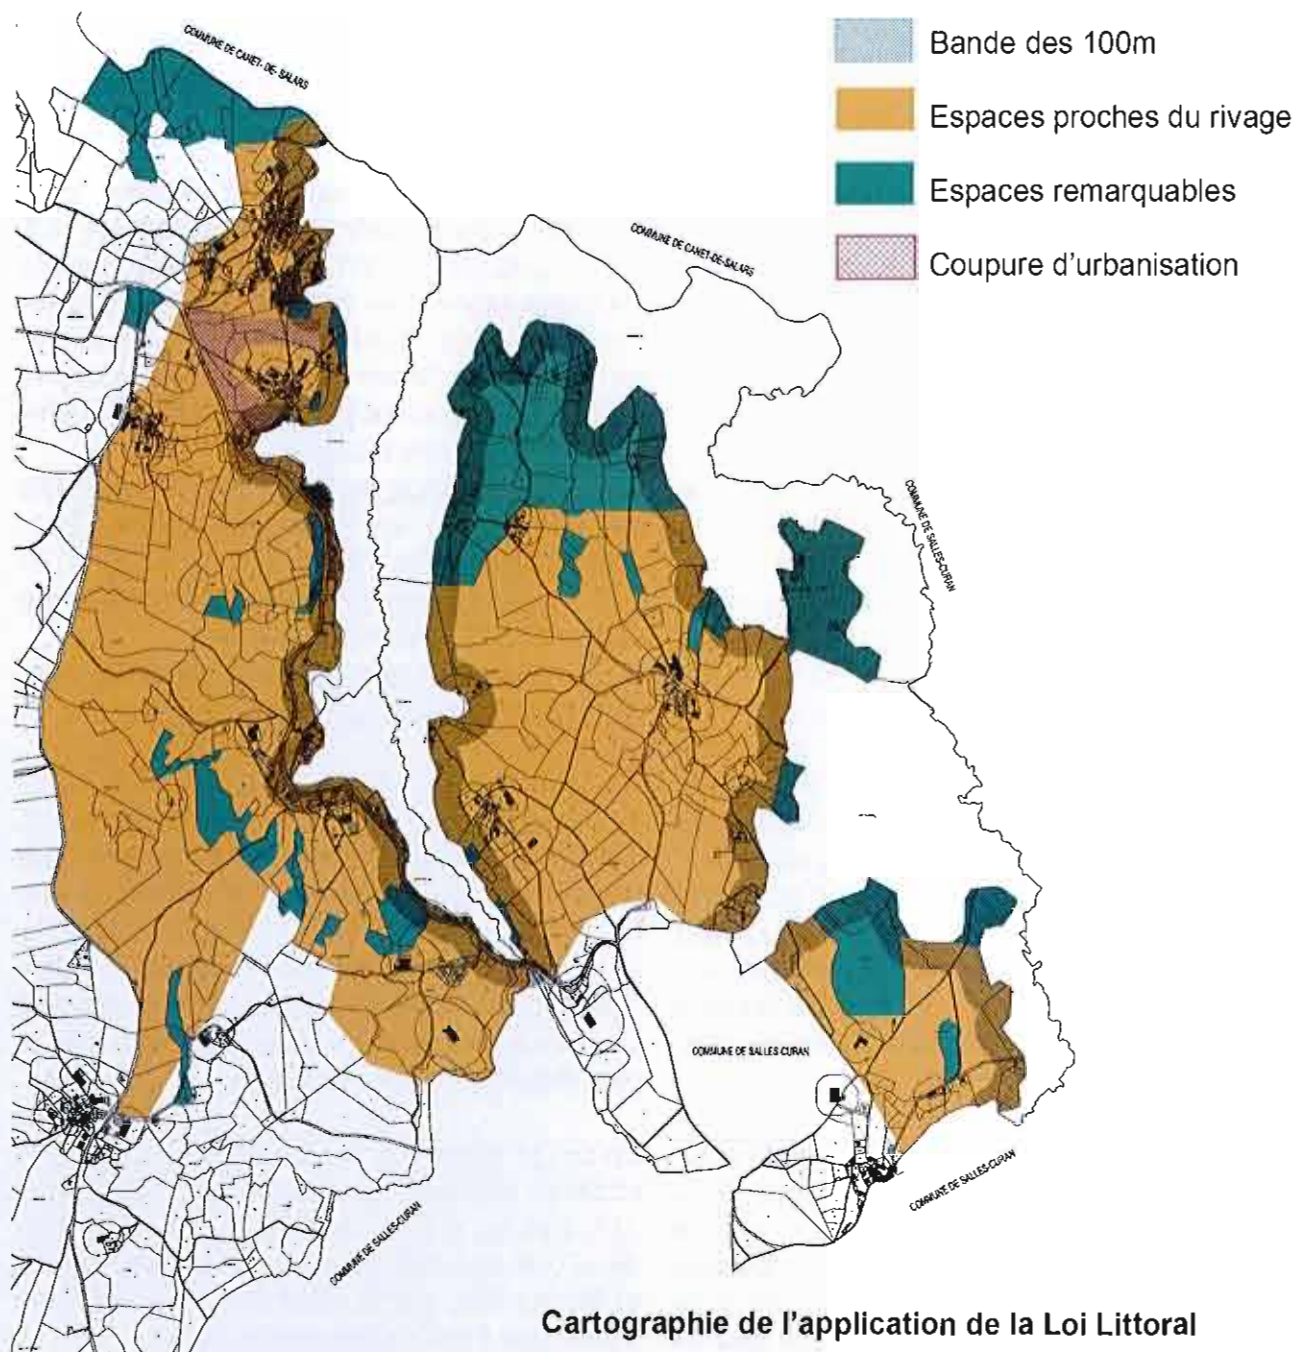 COMMUNE DE CANET- DE- SALARS
Bande des 100m
Espaces proches du rivage
Espaces remarquables
Coupure d'urbanisation
COMMUNE DE CANET-DE-SALARS
COMMUNE DE SALLES-CURAN
COMMUNE DE SALLES-CURAN
COMMUNE DE SALLES-CURAN
COMMUNE DE SALLES-CURAN
Cartographie de l'application de la Loi Littoral